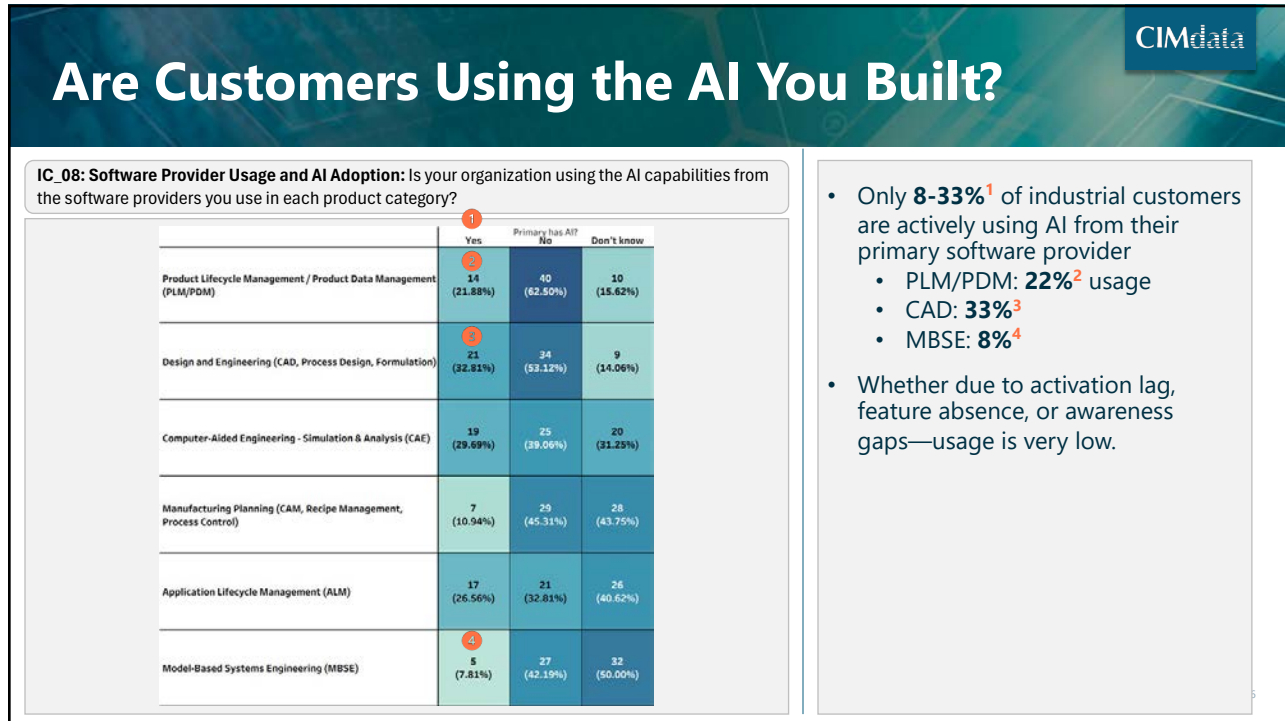 CIMdata
Are Customers Using the AI You Built?
IC_08: Software Provider Usage and AI Adoption: Is your organization using the AI capabilities from
the software providers you use in each product category?
1
Primary has AI?
Yes No Don't know
Product Lifecycle Management / Product Data Management
(PLM/PDM)
2
14 40 10
(21.88%) (62.50%) (15.62%)
Design and Engineering (CAD, Process Design, Formulation)
3
21 34 9
(32.81%) (53.12%) (14.06%)
Computer-Aided Engineering - Simulation & Analysis (CAE)
19 25 20
(29.69%) (39.06%) (31.25%)
Manufacturing Planning (CAM, Recipe Management,
Process Control)
7 29 28
(10.94%) (45.31%) (43.75%)
Application Lifecycle Management (ALM)
17 21 26
(26.56%) (32.81%) (40.62%)
Model-Based Systems Engineering (MBSE)
4
5 27 32
(7.81%) (42.19%) (50.00%)
• Only 8-33%1 of industrial customers
are actively using AI from their
primary software provider
• PLM/PDM: 22%2 usage
• CAD: 33%3
• MBSE: 8%4
• Whether due to activation lag,
feature absence, or awareness
gaps—usage is very low.